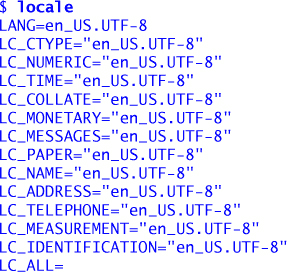 $ locale
LANG=en_US.UTF-8
LC_CTYPE="en_US.UTF-8"
LC_NUMERIC="en_US.UTF-8"
LC_TIME="en_US.UTF-8"
LC_COLLATE="en_US.UTF-8"
LC_MONETARY="en_US.UTF-8"
LC_MESSAGES="en_US.UTF-8"
LC_PAPER="en_US.UTF-8"
LC_NAME="en_US.UTF-8"
LC_ADDRESS="en_US.UTF-8"
LC_TELEPHONE="en_US.UTF-8"
LC_MEASUREMENT="en_US.UTF-8"
LC_IDENTIFICATION="en_US.UTF-8"
LC_ALL=